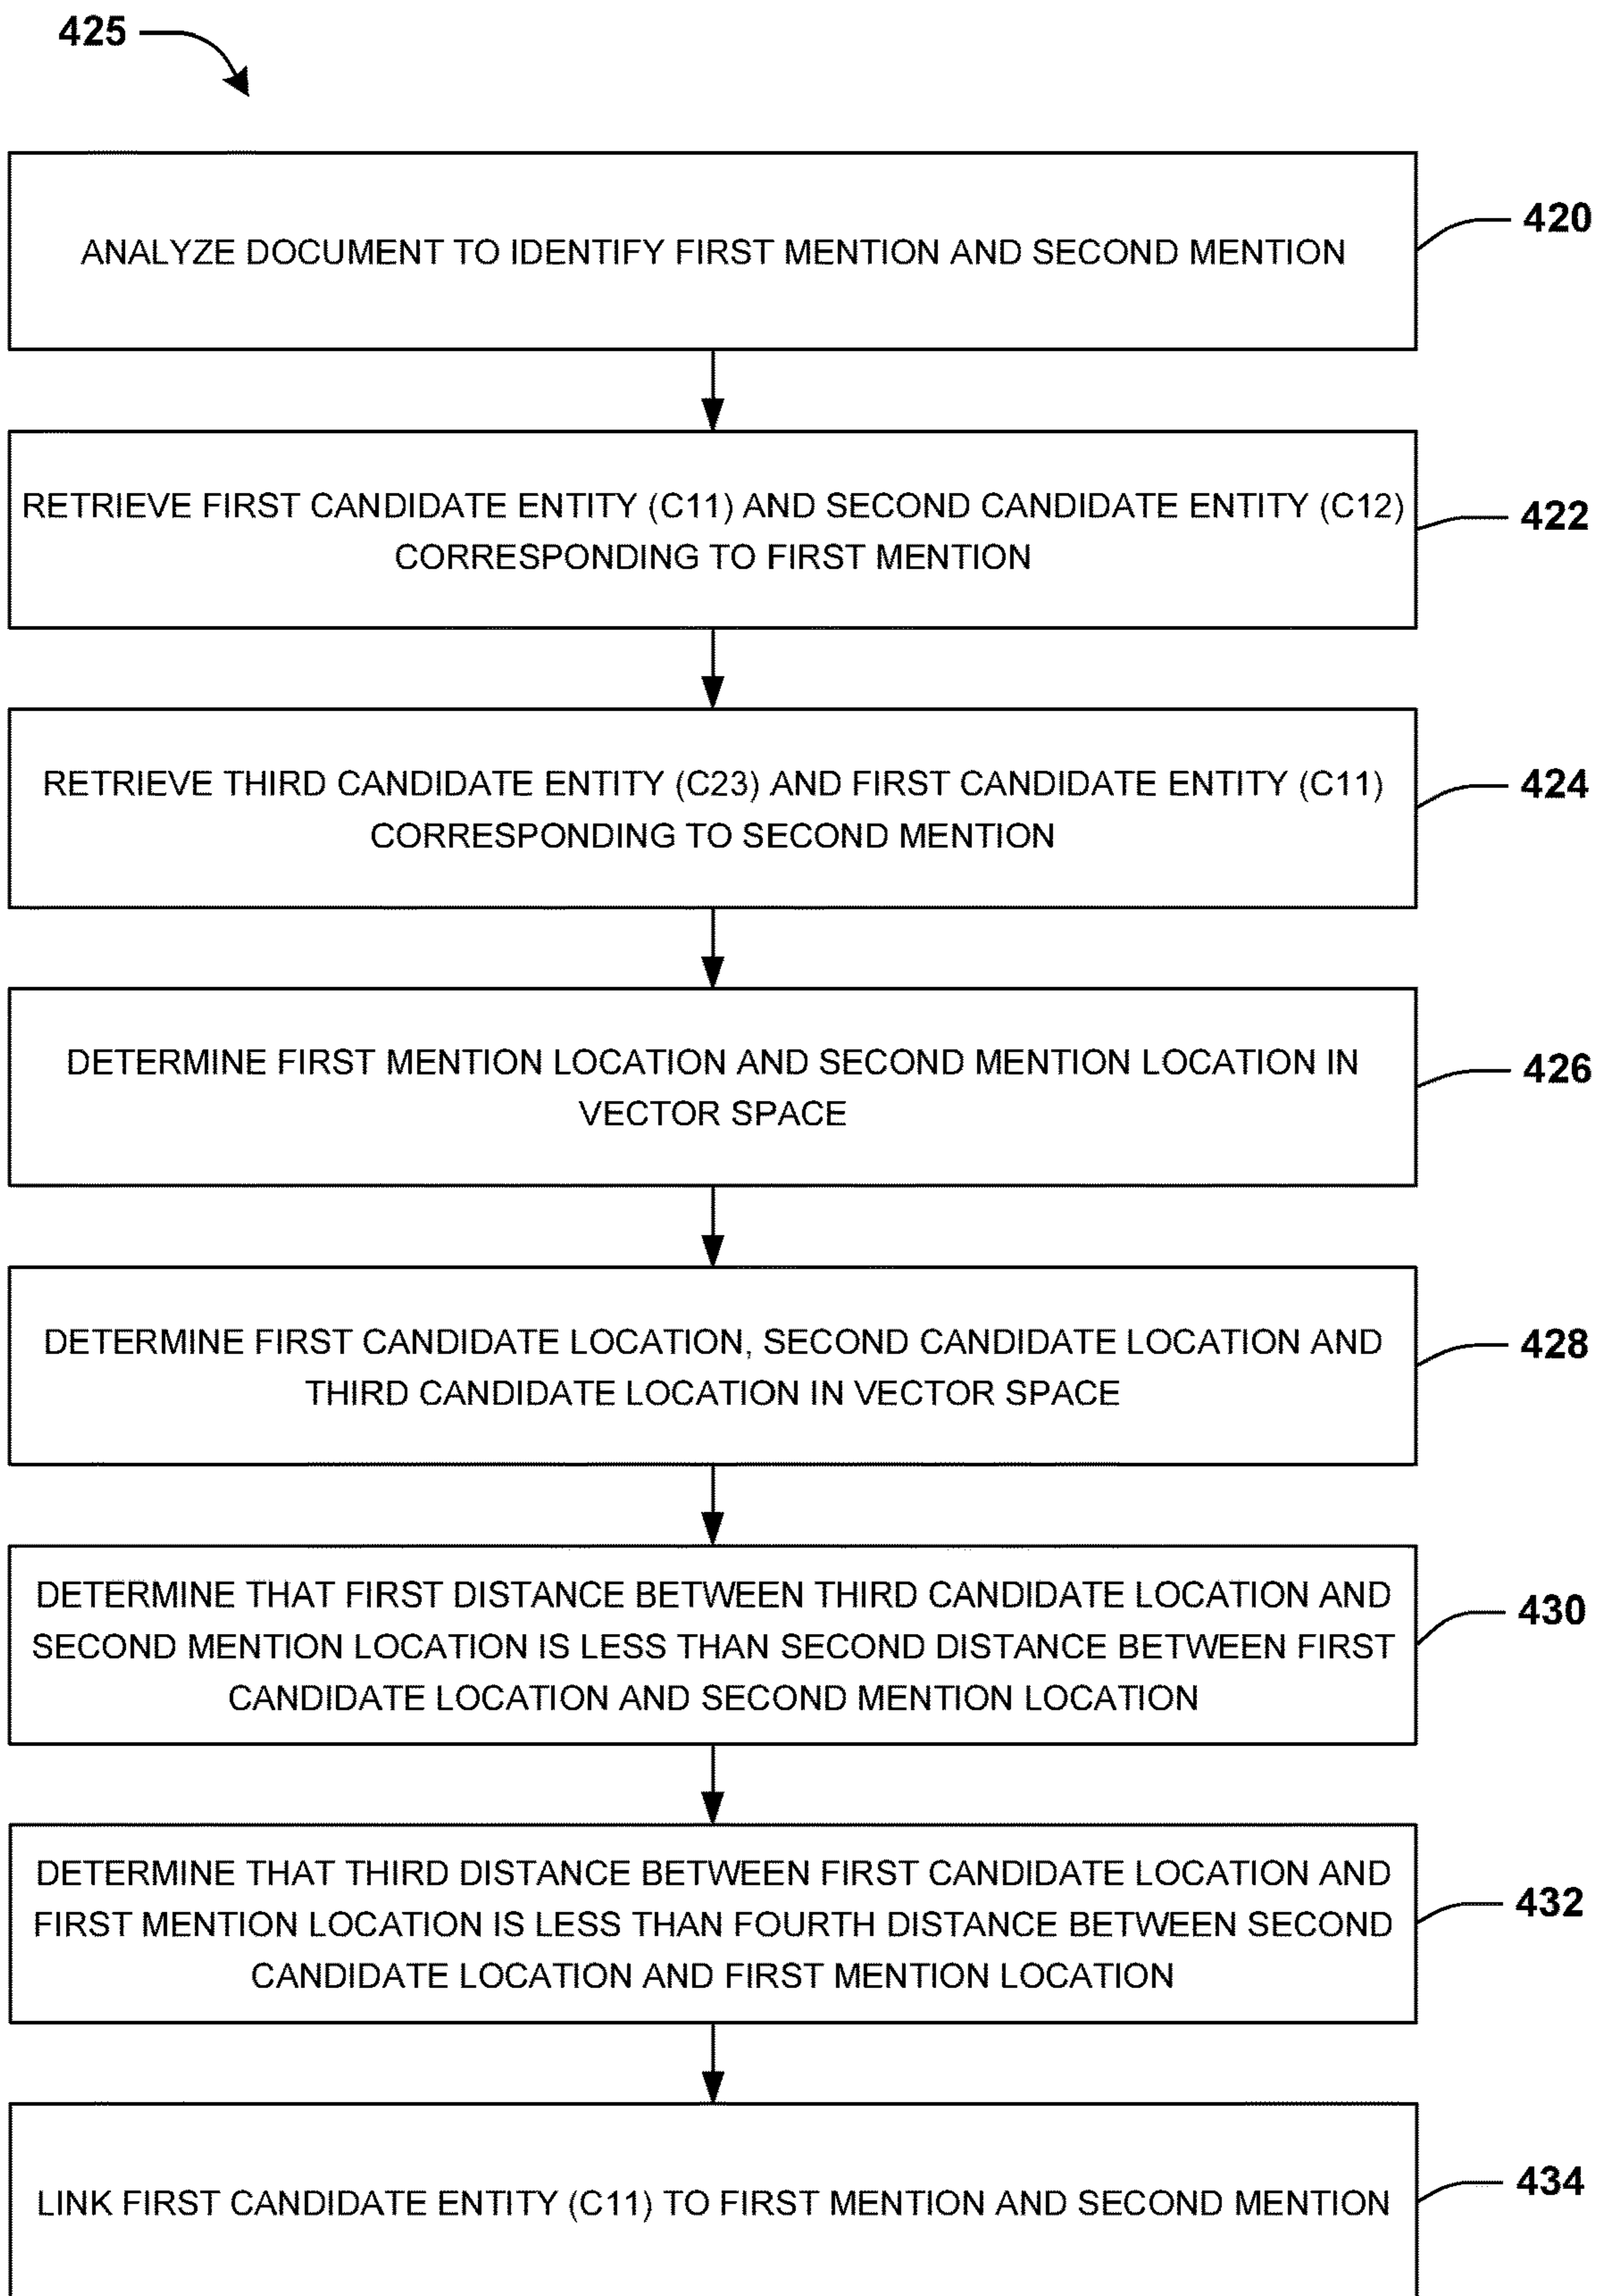 425
ANALYZE DOCUMENT TO IDENTIFY FIRST MENTION AND SECOND MENTION
420
RETRIEVE FIRST CANDIDATE ENTITY (C11) AND SECOND CANDIDATE ENTITY (C12)
CORRESPONDING TO FIRST MENTION
422
RETRIEVE THIRD CANDIDATE ENTITY (C23) AND FIRST CANDIDATE ENTITY (C11)
CORRESPONDING TO SECOND MENTION
424
DETERMINE FIRST MENTION LOCATION AND SECOND MENTION LOCATION IN
VECTOR SPACE
426
DETERMINE FIRST CANDIDATE LOCATION, SECOND CANDIDATE LOCATION AND
THIRD CANDIDATE LOCATION IN VECTOR SPACE
428
DETERMINE THAT FIRST DISTANCE BETWEEN THIRD CANDIDATE LOCATION AND
SECOND MENTION LOCATION IS LESS THAN SECOND DISTANCE BETWEEN FIRST
CANDIDATE LOCATION AND SECOND MENTION LOCATION
430
DETERMINE THAT THIRD DISTANCE BETWEEN FIRST CANDIDATE LOCATION AND
FIRST MENTION LOCATION IS LESS THAN FOURTH DISTANCE BETWEEN SECOND
CANDIDATE LOCATION AND FIRST MENTION LOCATION
432
LINK FIRST CANDIDATE ENTITY (C11) TO FIRST MENTION AND SECOND MENTION
434